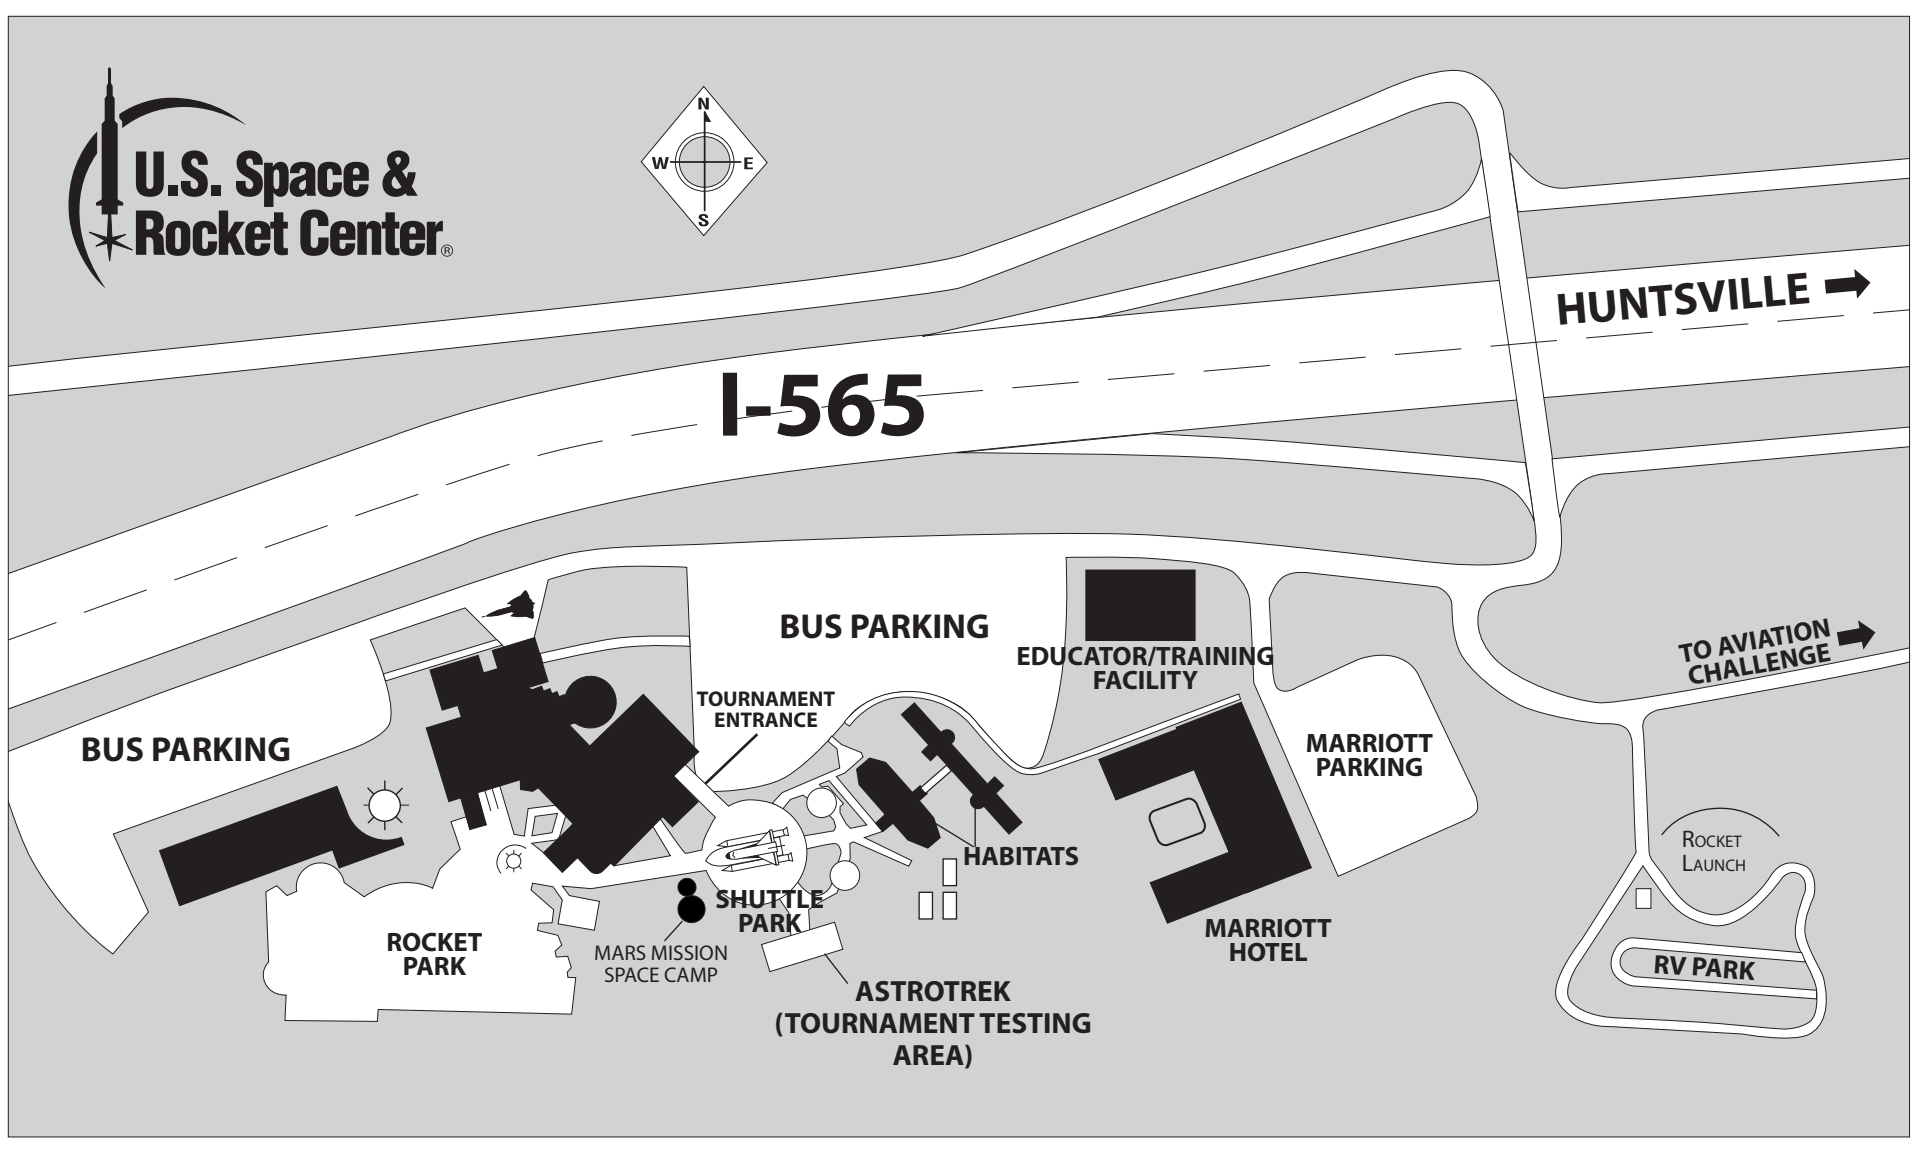 U.S. Space &
Rocket Center®
N
W E
S
HUNTSVILLE
I-565
BUS PARKING
EDUCATOR/TRAINING
FACILITY
TO AVIATION
CHALLENGE
TOURNAMENT
ENTRANCE
BUS PARKING
MARRIOTT
PARKING
ROCKET
LAUNCH
HABITATS
SHUTTLE
PARK
MARRIOTT
HOTEL
ROCKET
PARK
MARS MISSION
SPACE CAMP
RV PARK
ASTROTREK
(TOURNAMENT TESTING
AREA)